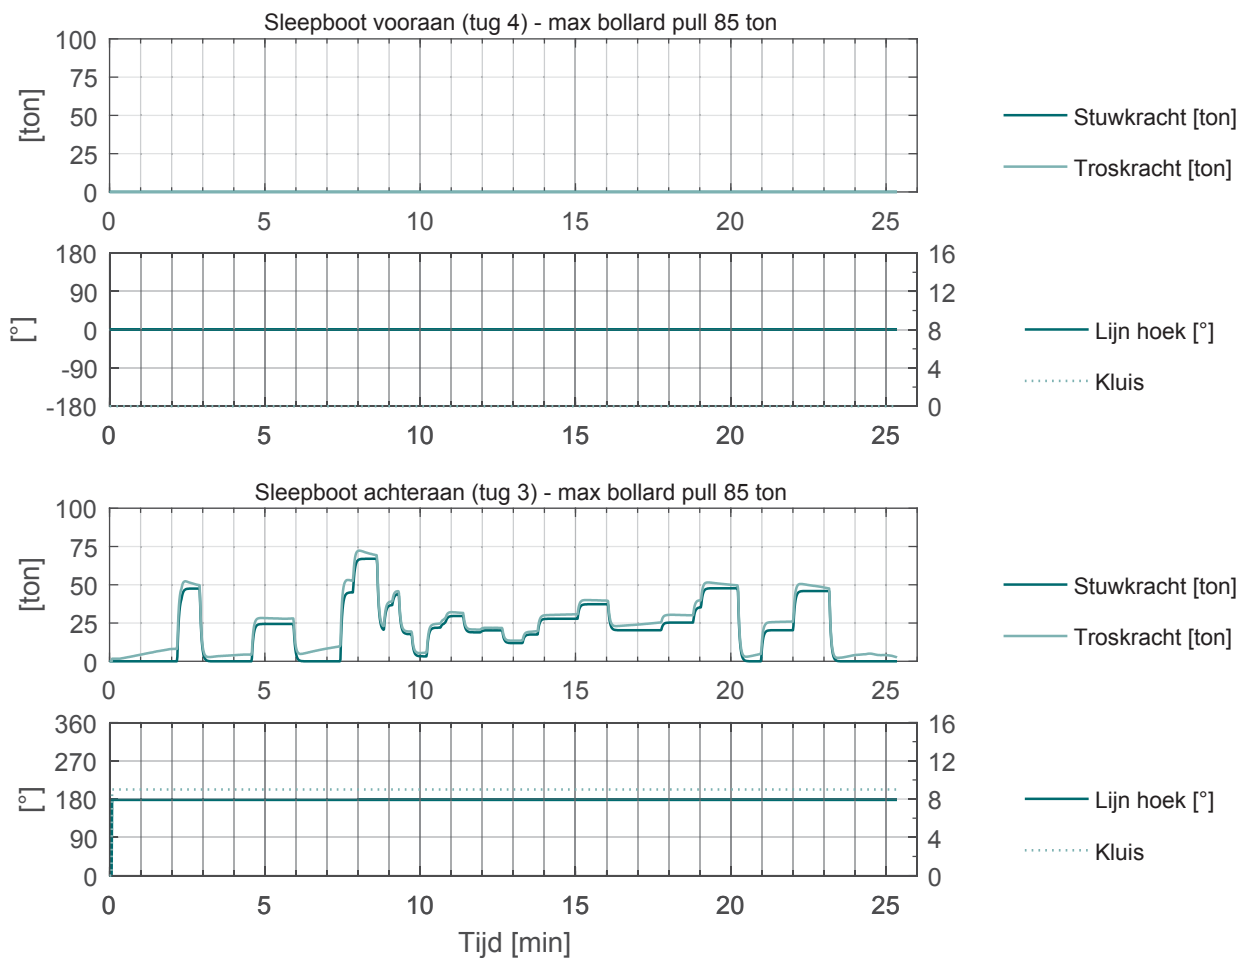 Sleepboot vooraan (tug 4) - max bollard pull 85 ton
100
75
50
25
0
[ton]
0 5 10 15 20 25
Stuwkracht [ton]
Troskracht [ton]
180
90
0
-90
-180
[°]
16
12
8
4
0
0 5 10 15 20 25
Lijn hoek [°]
Kluis
Sleepboot achteraan (tug 3) - max bollard pull 85 ton
100
75
50
25
0
[ton]
0 5 10 15 20 25
Stuwkracht [ton]
Troskracht [ton]
360
270
180
90
0
[°]
16
12
8
4
0
0 5 10 15 20 25
Lijn hoek [°]
Kluis
Tijd [min]